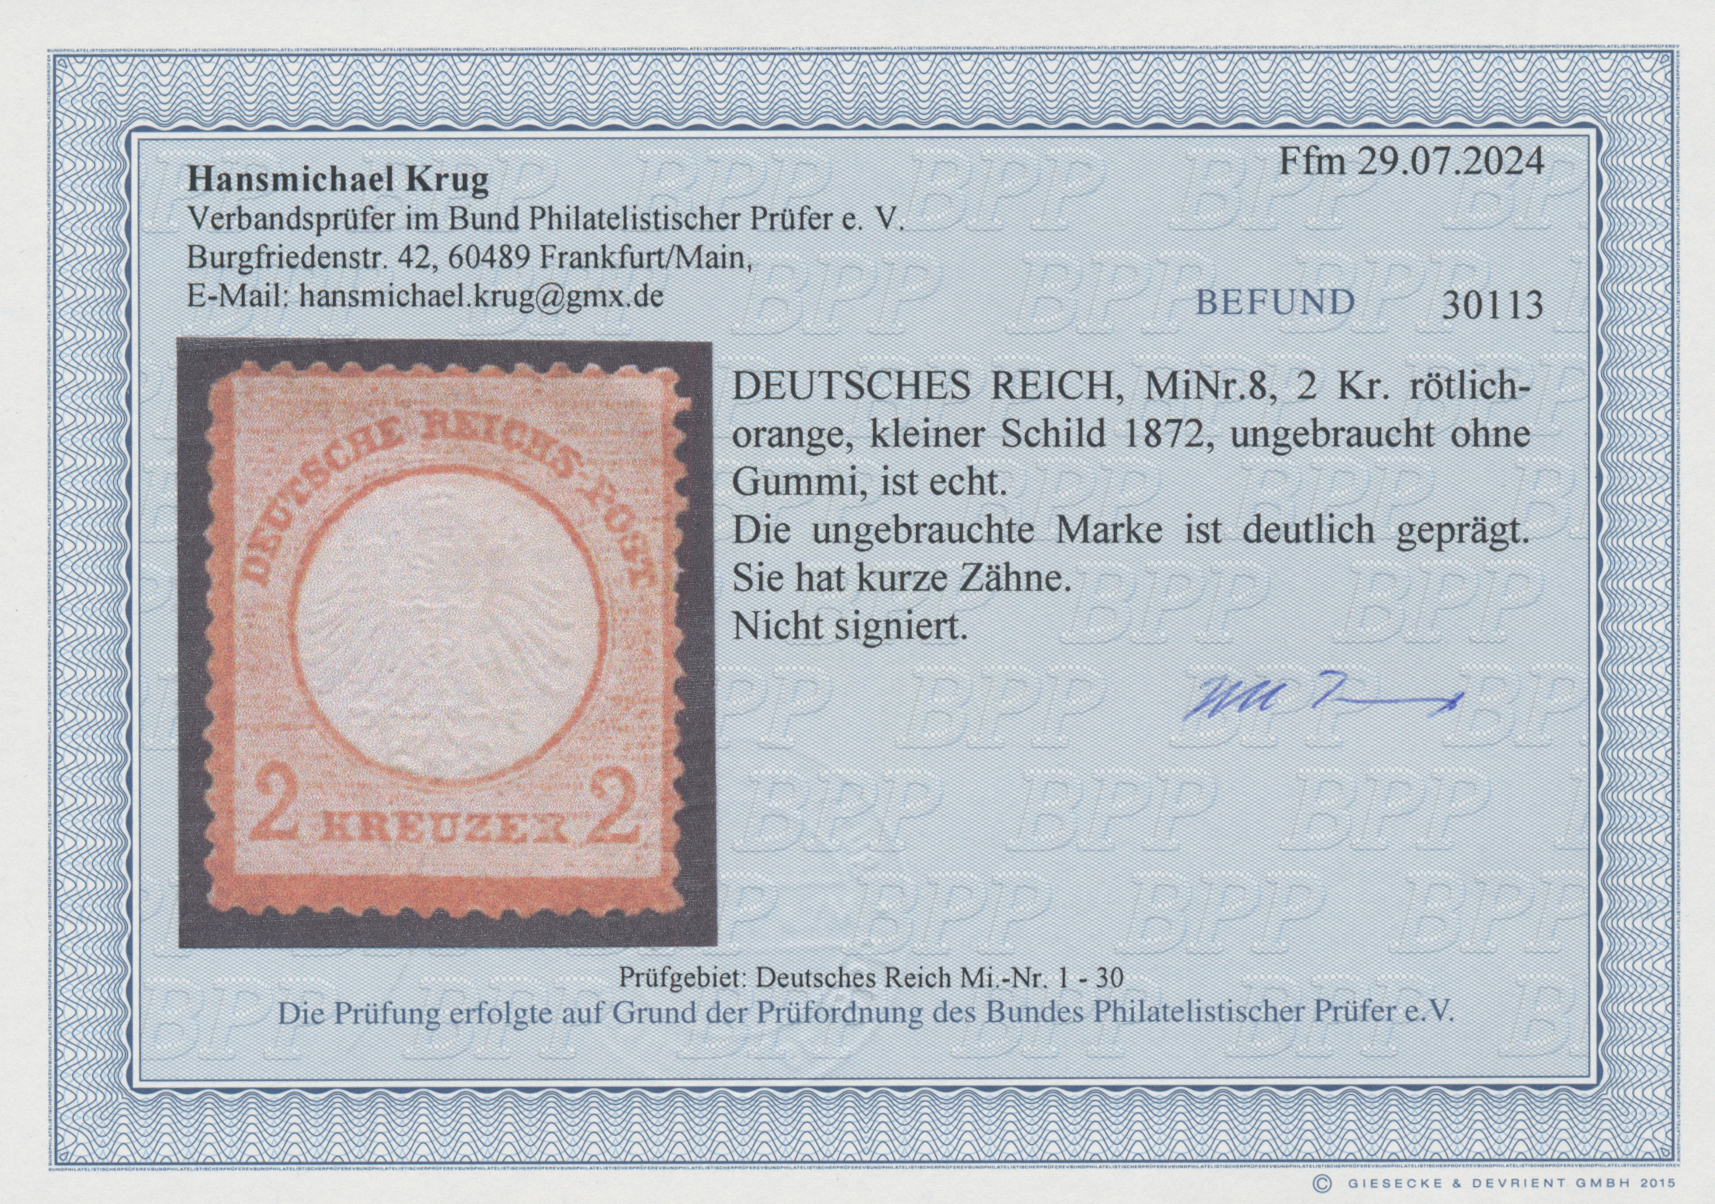 Hansmichael Krug
Verbandsprüfer im Bund Philatelistischer Prüfer e. V.
Burgfriedenstr. 42, 60489 Frankfurt/Main,
E-Mail: hansmichael.krug@gmx.de
Ffm 29.07.2024
BEFUND 30113
DEUTSCHE REICHS-POST
2 KREUZER 2
DEUTSCHES REICH, MiNr.8, 2 Kr. rötlich-
orange, kleiner Schild 1872, ungebraucht ohne
Gummi, ist echt.
Die ungebrauchte Marke ist deutlich geprägt.
Sie hat kurze Zähne.
Nicht signiert.
Prüfgebiet: Deutsches Reich Mi.-Nr. 1 - 30
Die Prüfung erfolgte auf Grund der Prüfordnung des Bundes Philatelistischer Prüfer e.V.
© GIESECKE & DEVRIENT GMBH 2015